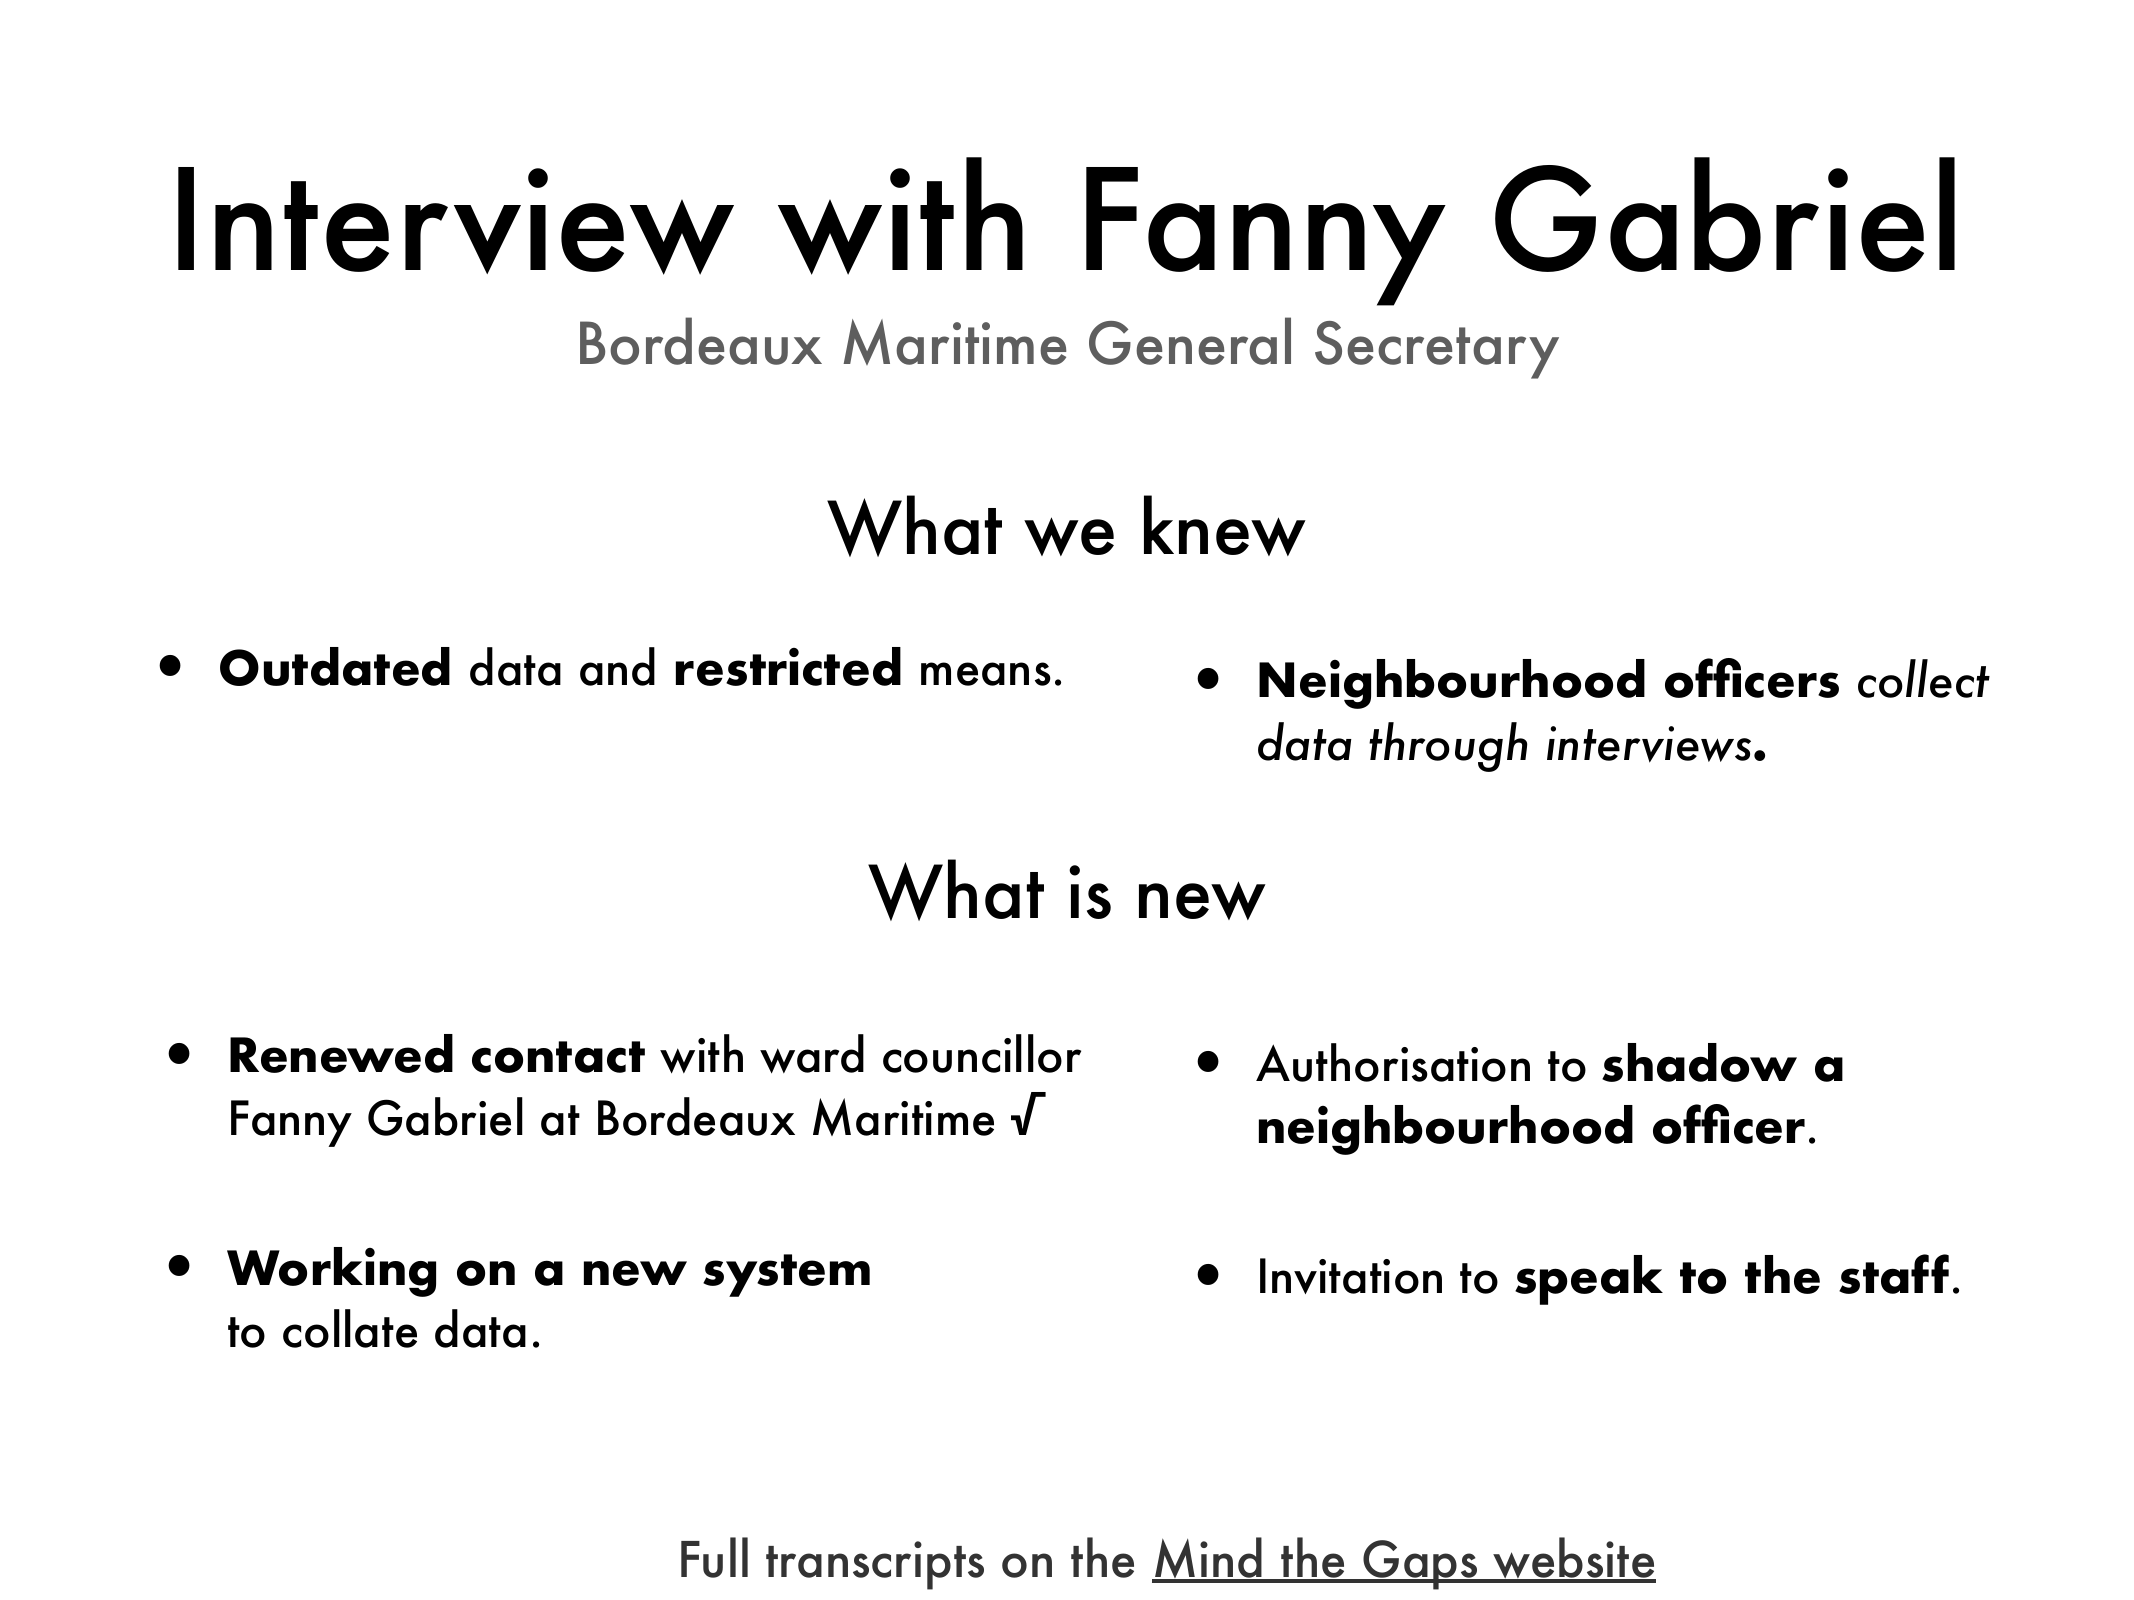 Interview with Fanny Gabriel
Bordeaux Maritime General Secretary
What we knew
• Outdated data and restricted means.
• Neighbourhood officers collect
data through interviews.
What is new
• Renewed contact with ward councillor
Fanny Gabriel at Bordeaux Maritime √
• Working on a new system
to collate data.
• Authorisation to shadow a
neighbourhood officer.
• Invitation to speak to the staff.
Full transcripts on the Mind the Gaps website